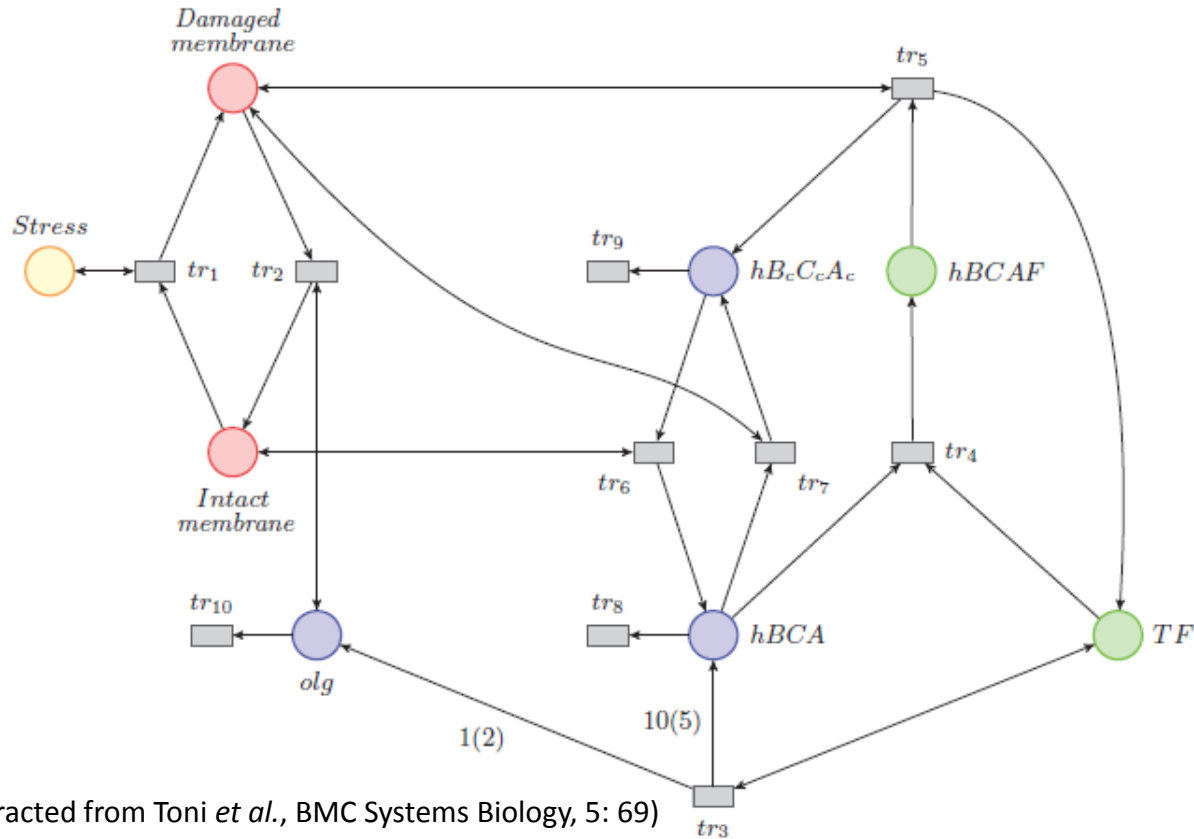 Damaged
membrane
tr5
Stress
tr9
tr1
tr2
hBcCcAc
hBCAF
Intact
membrane
tr6
tr7
tr4
tr10
tr8
hBCA
TF
olg
1(2)
10(5)
racted from Toni et al., BMC Systems Biology, 5: 69)
tr3